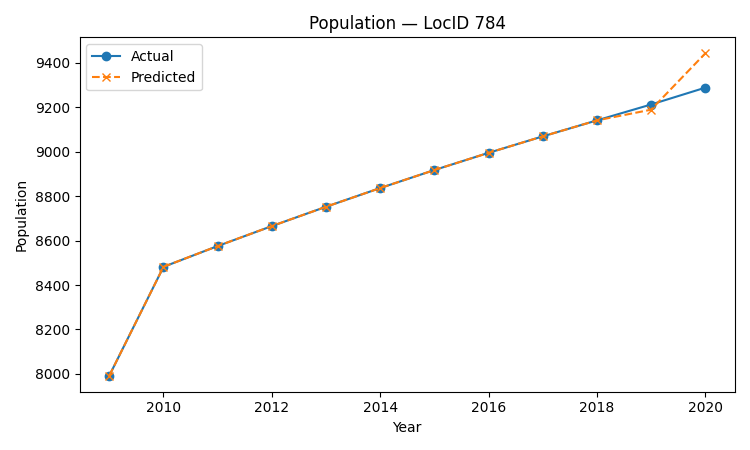 Population — LocID 784
Actual
Predicted
Population
9400
9200
9000
8800
8600
8400
8200
8000
2010 2012 2014 2016 2018 2020
Year